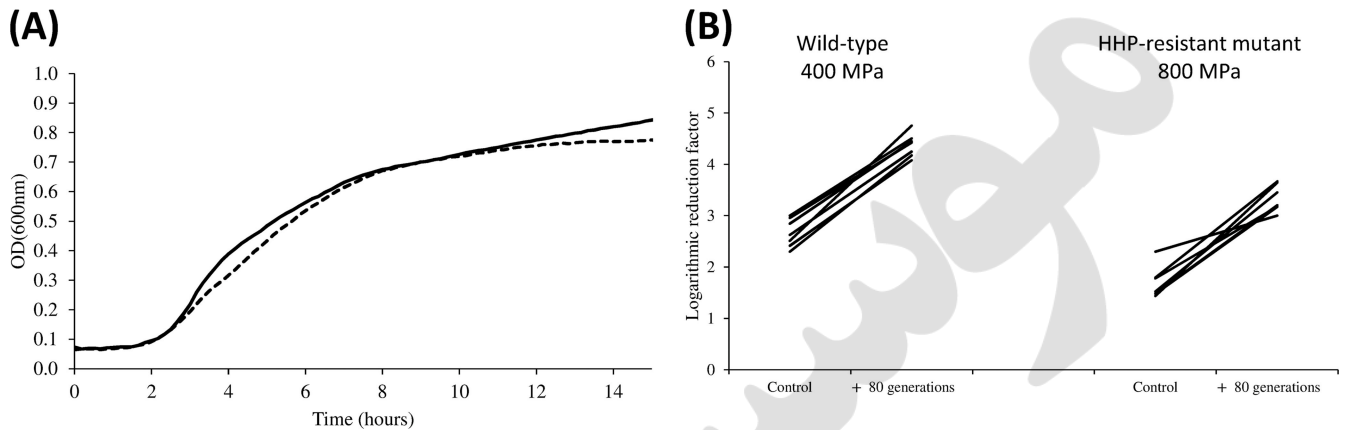 (A)
1.0
0.9
0.8
0.7
0.6
0.5
0.4
0.3
0.2
0.1
0.0
OD(600nm)
0 2 4 6 8 10 12 14
Time (hours)
(B)
Wild-type
400 MPa
HHP-resistant mutant
800 MPa
6
5
4
3
2
1
0
Logarithmic reduction factor
Control + 80 generations Control + 80 generations